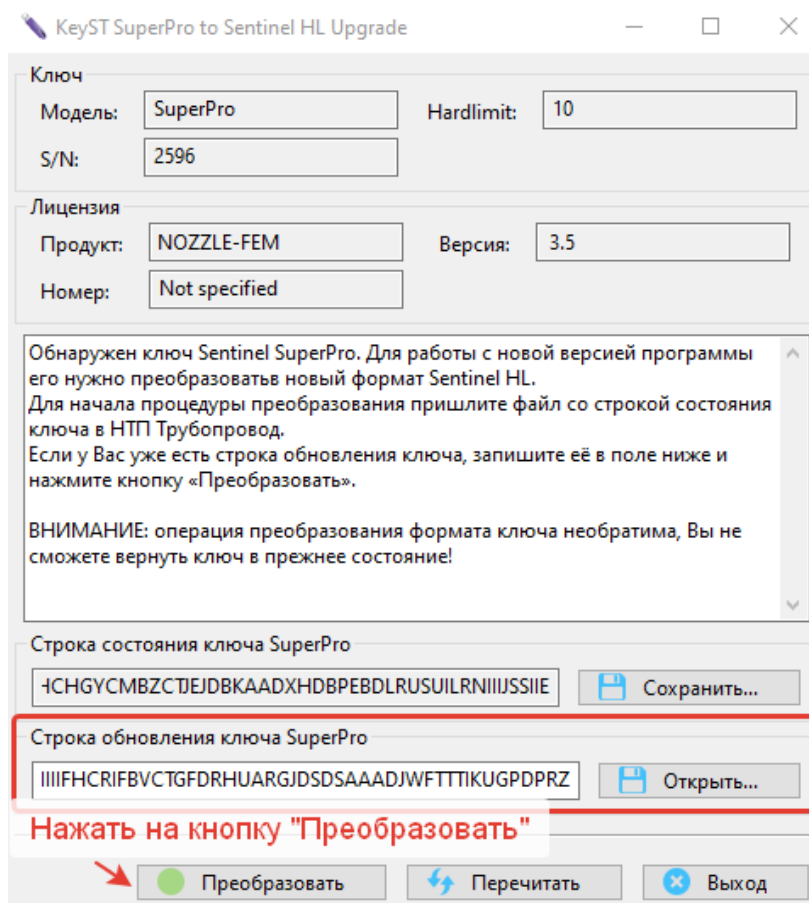 KeyST SuperPro to Sentinel HL Upgrade
Ключ
Модель: SuperPro Hardlimit: 10
S/N: 2596
Лицензия
Продукт: NOZZLE-FEM Версия: 3.5
Номер: Not specified
Обнаружен ключ Sentinel SuperPro. Для работы с новой версией программы
его нужно преобразоватьв новый формат Sentinel HL.
Для начала процедуры преобразования пришлите файл со строкой состояния
ключа в НТП Трубопровод.
Если у Вас уже есть строка обновления ключа, запишите её в поле ниже и
нажмите кнопку «Преобразовать».
ВНИМАНИЕ: операция преобразования формата ключа необратима, Вы не
сможете вернуть ключ в прежнее состояние!
Строка состояния ключа SuperPro
HCHGYCMBZCTJEJDBKAADXHDBPEBDLRUSUILRNIIIJSSIIE Сохранить...
Строка обновления ключа SuperPro
IIIIFHCRIFBVCTGFDRHUARGJDSDSAAADJWFTTTIKUGPDPRZ Открыть...
Нажать на кнопку "Преобразовать"
Преобразовать Перечитать Выход